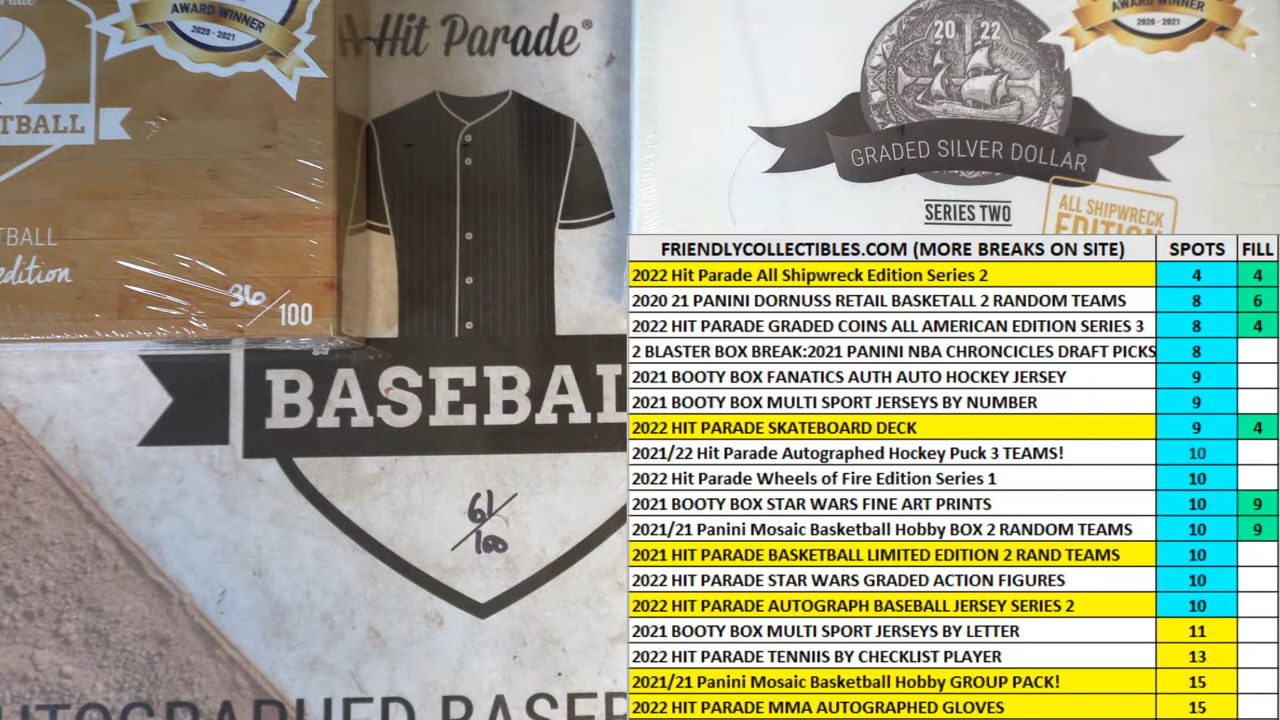 AWARD WINNER
2020 - 2021
TBALL
TBALL
edition
36/100
Hit Parade®
BASEBAL
61/100
UTOGRAPHED BASEB
AWARD WINNER
2020 - 2021
20 22
GRADED SILVER DOLLAR
SERIES TWO
ALL SHIPWRECK
EDITION
FRIENDLYCOLLECTIBLES.COM (MORE BREAKS ON SITE) SPOTS FILL
2022 Hit Parade All Shipwreck Edition Series 2 4 4
2020 21 PANINI DORNUSS RETAIL BASKETALL 2 RANDOM TEAMS 8 6
2022 HIT PARADE GRADED COINS ALL AMERICAN EDITION SERIES 3 8 4
2 BLASTER BOX BREAK:2021 PANINI NBA CHRONCICLES DRAFT PICKS 8
2021 BOOTY BOX FANATICS AUTH AUTO HOCKEY JERSEY 9
2021 BOOTY BOX MULTI SPORT JERSEYS BY NUMBER 9
2022 HIT PARADE SKATEBOARD DECK 9 4
2021/22 Hit Parade Autographed Hockey Puck 3 TEAMS! 10
2022 Hit Parade Wheels of Fire Edition Series 1 10
2021 BOOTY BOX STAR WARS FINE ART PRINTS 10 9
2021/21 Panini Mosaic Basketball Hobby BOX 2 RANDOM TEAMS 10 9
2021 HIT PARADE BASKETBALL LIMITED EDITION 2 RAND TEAMS 10
2022 HIT PARADE STAR WARS GRADED ACTION FIGURES 10
2022 HIT PARADE AUTOGRAPH BASEBALL JERSEY SERIES 2 10
2021 BOOTY BOX MULTI SPORT JERSEYS BY LETTER 11
2022 HIT PARADE TENNIIS BY CHECKLIST PLAYER 13
2021/21 Panini Mosaic Basketball Hobby GROUP PACK! 15
2022 HIT PARADE MMA AUTOGRAPHED GLOVES 15